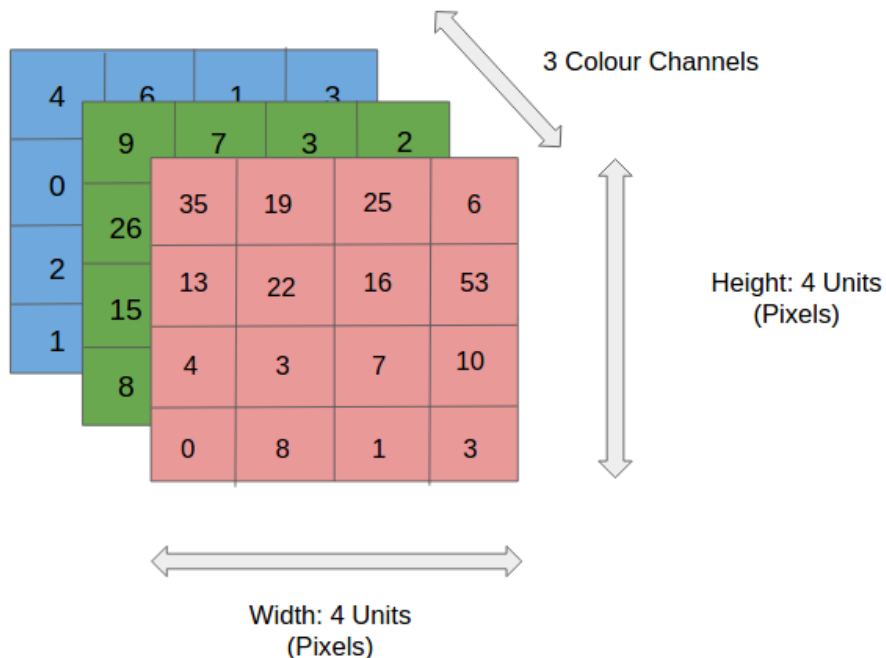 3 Colour Channels
4 6 1 3
9 7 3 2
0
35 19 25 6
26
2
13 22 16 53
15
1
4 3 7 10
8
0 8 1 3
Height: 4 Units
(Pixels)
Width: 4 Units
(Pixels)